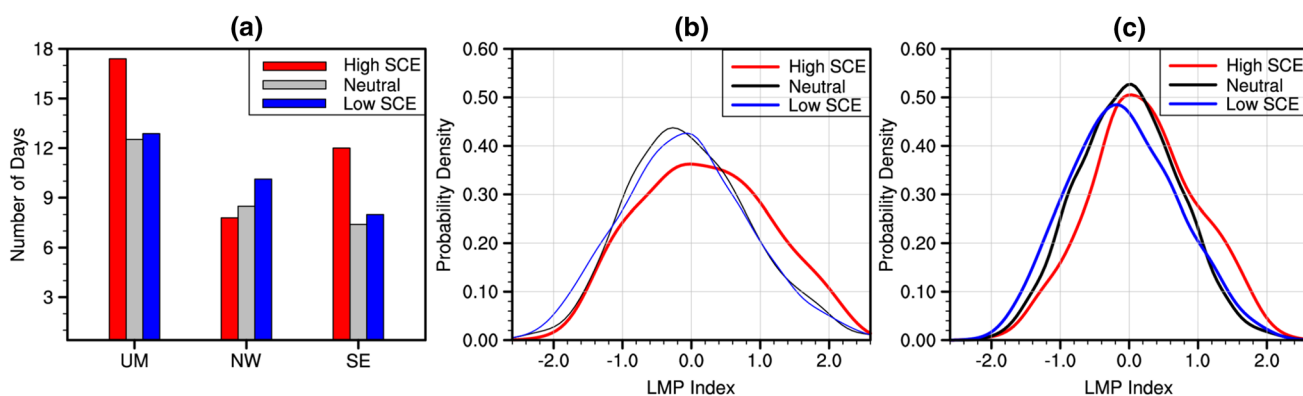 (a)
18
15
12
9
6
3
Number of Days
High SCE
Neutral
Low SCE
UM NW SE
(b)
0.60
0.50
0.40
0.30
0.20
0.10
0.00
Probability Density
High SCE
Neutral
Low SCE
-2.0 -1.0 0.0 1.0 2.0
LMP Index
(c)
0.60
0.50
0.40
0.30
0.20
0.10
0.00
Probability Density
High SCE
Neutral
Low SCE
-2.0 -1.0 0.0 1.0 2.0
LMP Index